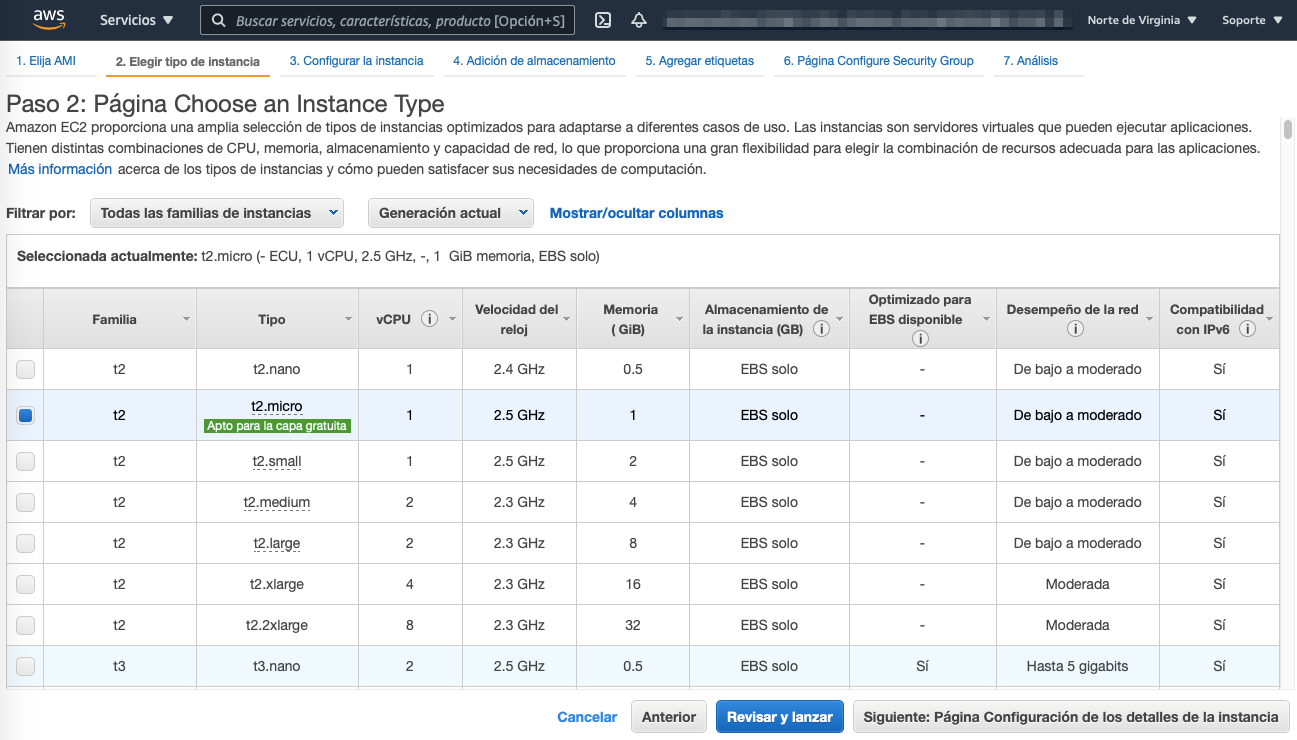 aws
Servicios
Buscar servicios, características, producto [Opción+S]
Norte de Virginia
Soporte
1. Elija AMI
2. Elegir tipo de instancia
3. Configurar la instancia
4. Adición de almacenamiento
5. Agregar etiquetas
6. Página Configure Security Group
7. Análisis
Paso 2: Página Choose an Instance Type
Amazon EC2 proporciona una amplia selección de tipos de instancias optimizados para adaptarse a diferentes casos de uso. Las instancias son servidores virtuales que pueden ejecutar aplicaciones.
Tienen distintas combinaciones de CPU, memoria, almacenamiento y capacidad de red, lo que proporciona una gran flexibilidad para elegir la combinación de recursos adecuada para las aplicaciones.
Más información acerca de los tipos de instancias y cómo pueden satisfacer sus necesidades de computación.
Filtrar por: Todas las familias de instancias Generación actual Mostrar/ocultar columnas
Seleccionada actualmente: t2.micro (- ECU, 1 vCPU, 2.5 GHz, -, 1 GiB memoria, EBS solo)
Familia
Tipo
vCPU
Velocidad del
reloj
Memoria
( GiB)
Almacenamiento de
la instancia (GB)
Optimizado para
EBS disponible
Desempeño de la red
Compatibilidad
con IPv6
t2 t2.nano 1 2.4 GHz 0.5 EBS solo - De bajo a moderado Sí
t2 t2.micro 1 2.5 GHz 1 EBS solo - De bajo a moderado Sí
Apto para la capa gratuita
t2 t2.small 1 2.5 GHz 2 EBS solo - De bajo a moderado Sí
t2 t2.medium 2 2.3 GHz 4 EBS solo - De bajo a moderado Sí
t2 t2.large 2 2.3 GHz 8 EBS solo - De bajo a moderado Sí
t2 t2.xlarge 4 2.3 GHz 16 EBS solo - Moderada Sí
t2 t2.2xlarge 8 2.3 GHz 32 EBS solo - Moderada Sí
t3 t3.nano 2 2.5 GHz 0.5 EBS solo Sí Hasta 5 gigabits Sí
Cancelar
Anterior
Revisar y lanzar
Siguiente: Página Configuración de los detalles de la instancia